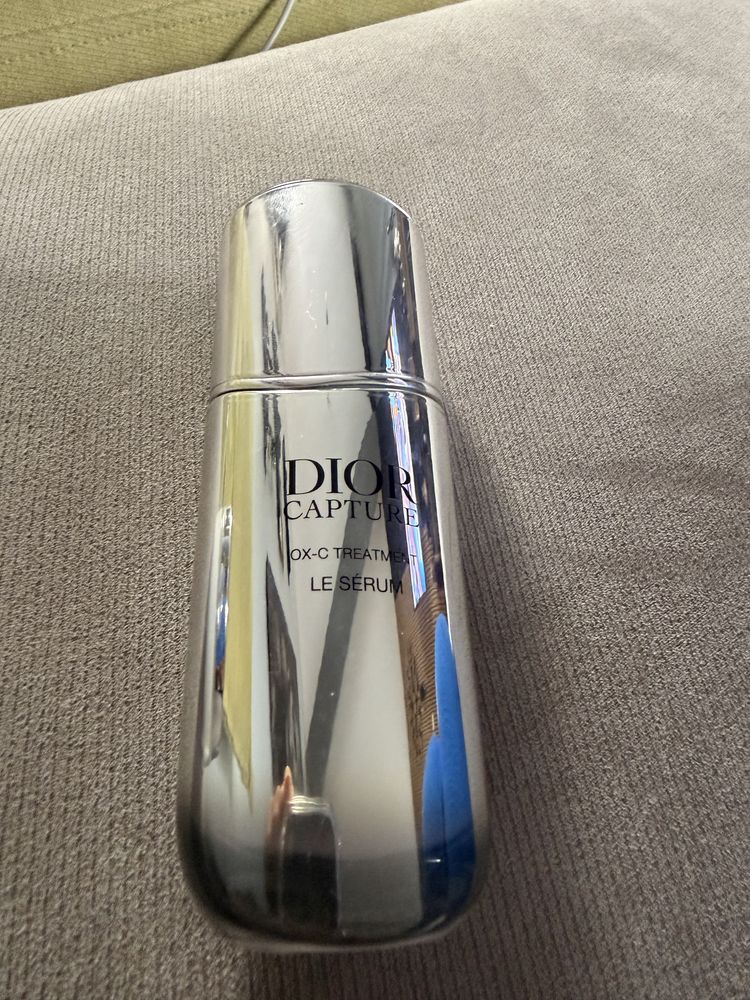 DIOR
CAPTURE
OX-C TREATMENT
LE SÉRUM